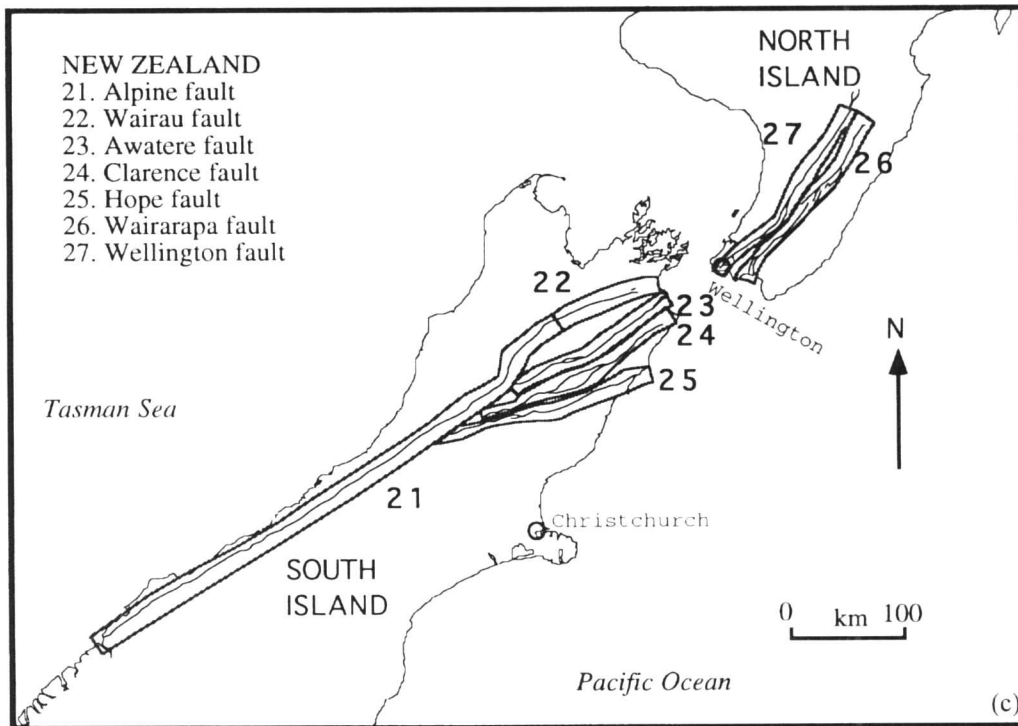 NEW ZEALAND
21. Alpine fault
22. Wairau fault
23. Awatere fault
24. Clarence fault
25. Hope fault
26. Wairarapa fault
27. Wellington fault
NORTH
ISLAND
27
26
22
Wellington
23
24
25
N
Tasman Sea
21
Christchurch
SOUTH
ISLAND
0 km 100
Pacific Ocean
(c)